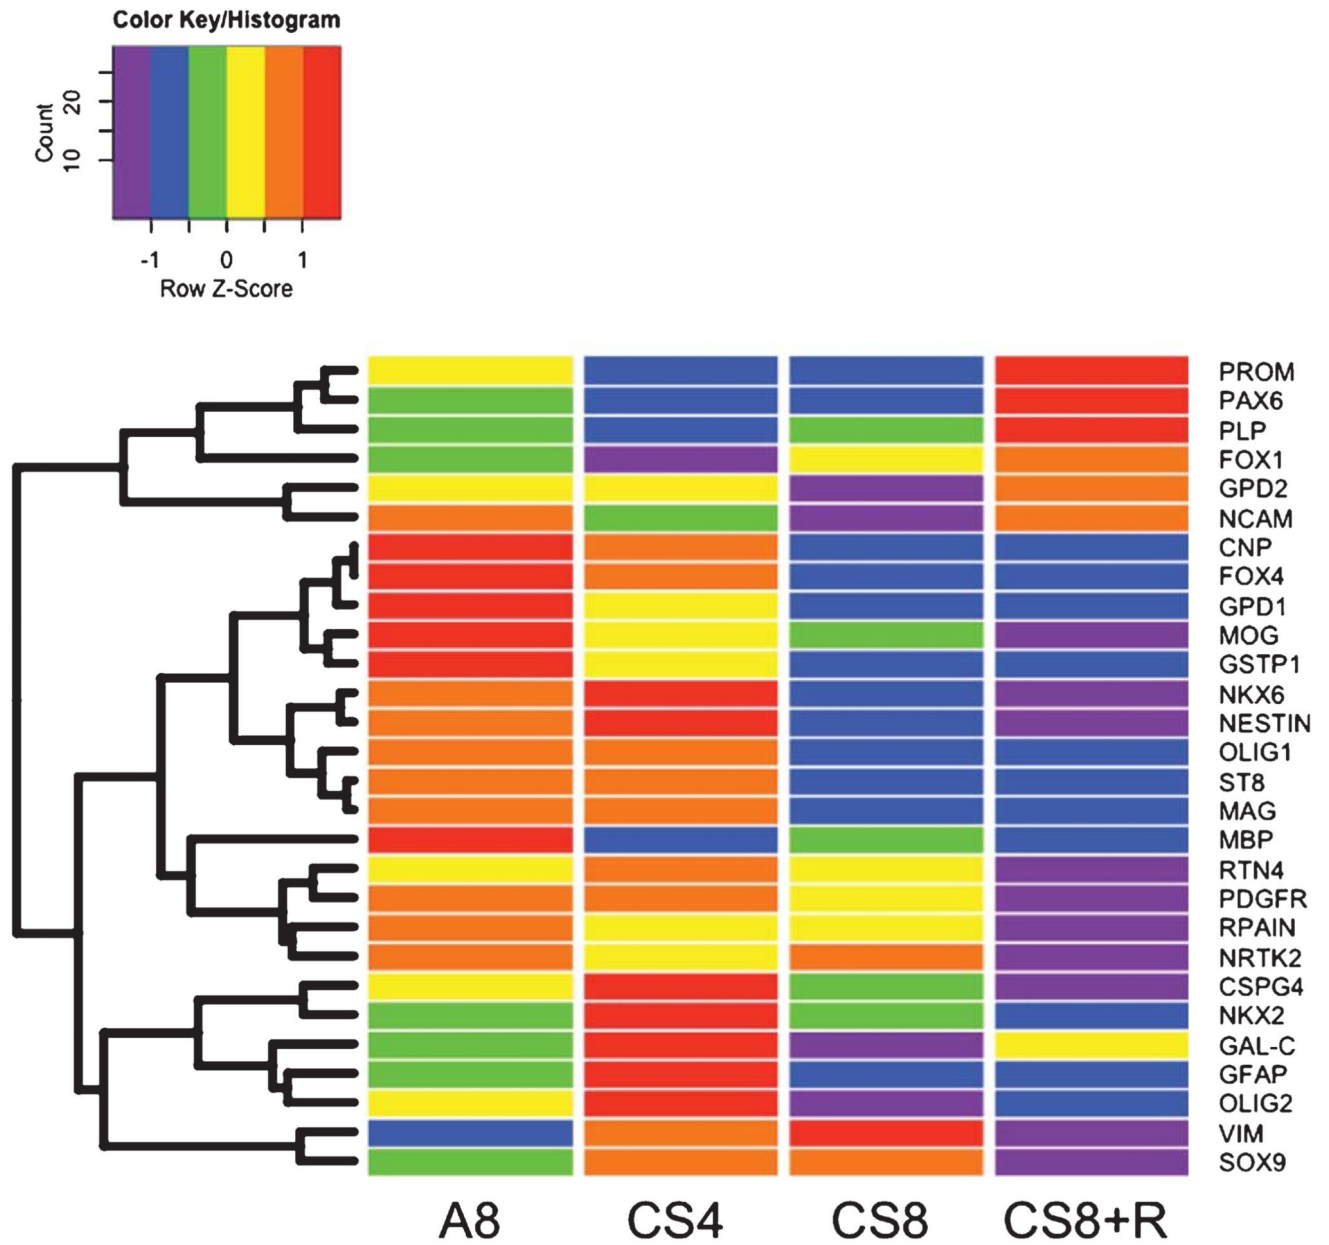 Color Key/Histogram
Count
20
10
-1 0 1
Row Z-Score
PROM
PAX6
PLP
FOX1
GPD2
NCAM
CNP
FOX4
GPD1
MOG
GSTP1
NKX6
NESTIN
OLIG1
ST8
MAG
MBP
RTN4
PDGFR
RPAIN
NRTK2
CSPG4
NKX2
GAL-C
GFAP
OLIG2
VIM
SOX9
A8 CS4 CS8 CS8+R